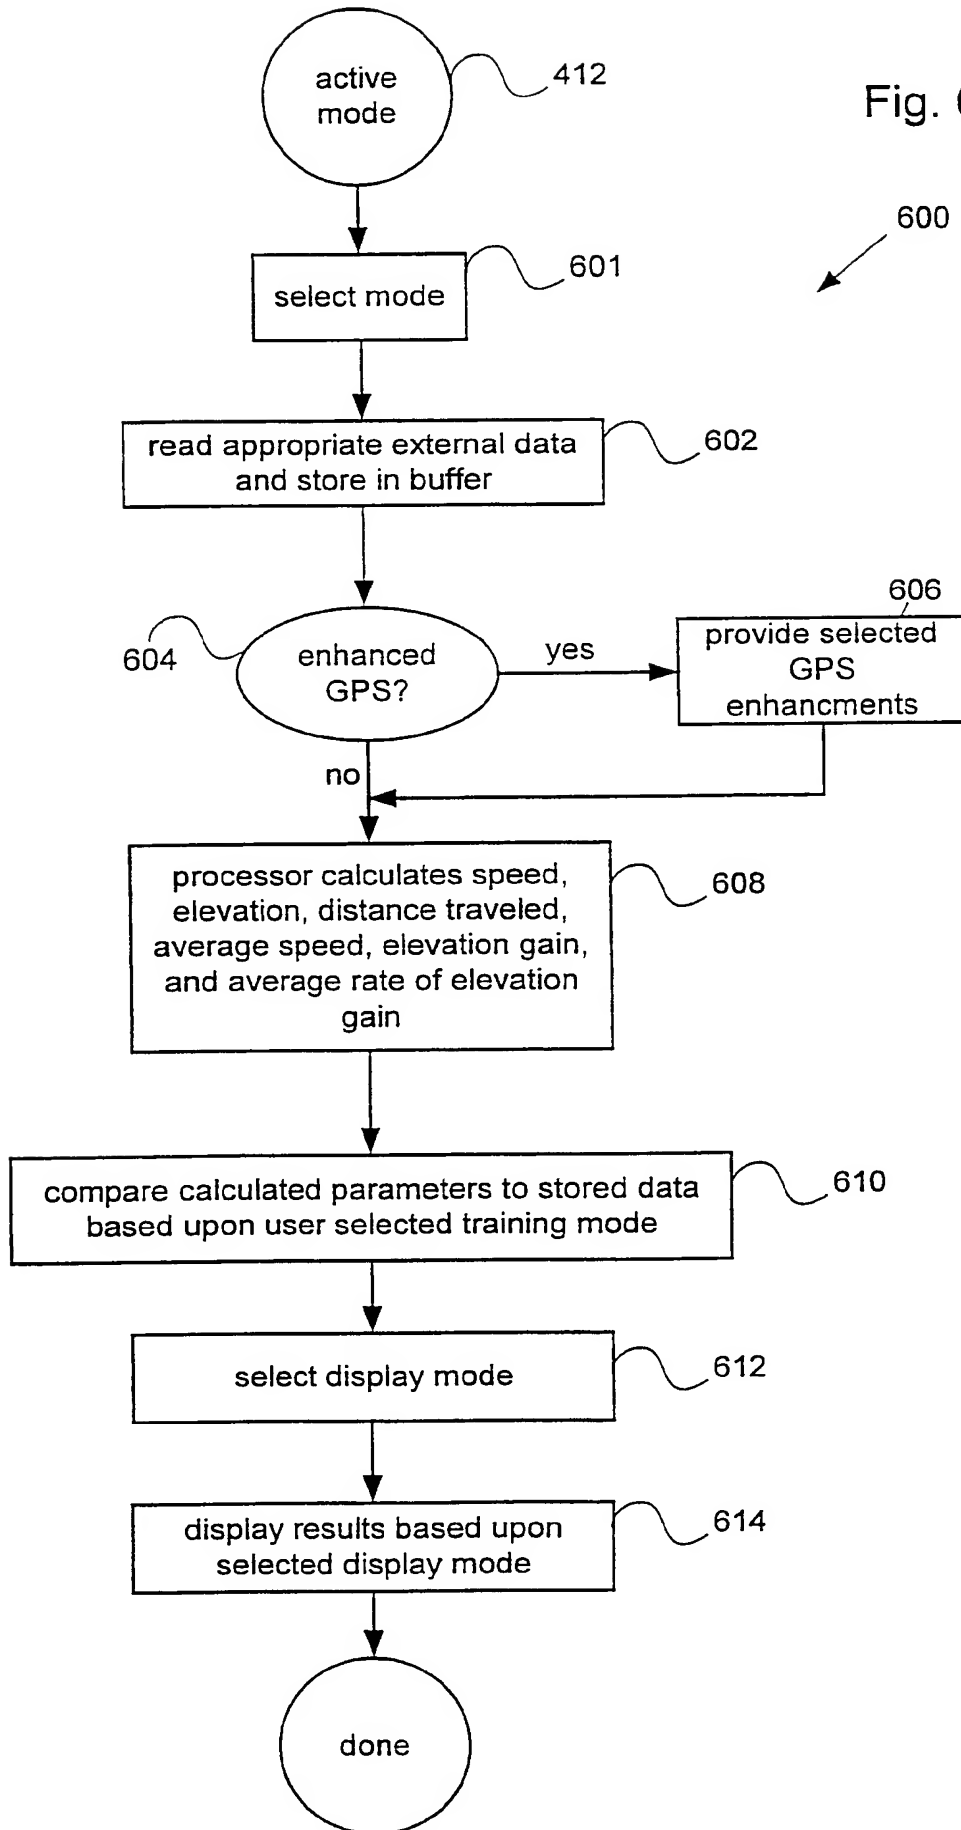 active
mode
412
Fig. 6
600
select mode
601
read appropriate external data
and store in buffer
602
604
enhanced
GPS?
yes
606
provide selected
GPS
enhancments
no
processor calculates speed,
elevation, distance traveled,
average speed, elevation gain,
and average rate of elevation
gain
608
compare calculated parameters to stored data
based upon user selected training mode
610
select display mode
612
display results based upon
selected display mode
614
done